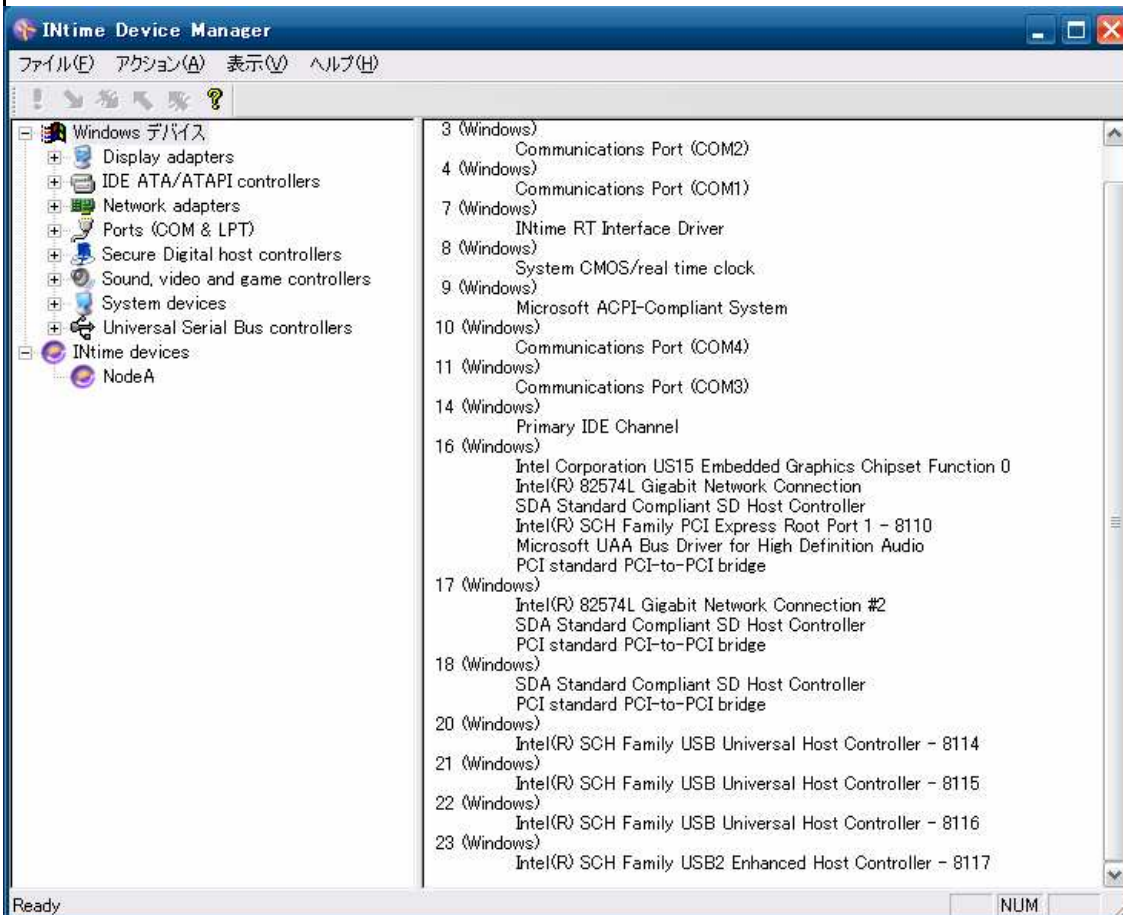 INtime Device Manager
ファイル(F) アクション(A) 表示(V) ヘルプ(H)
Windows デバイス
Display adapters
IDE ATA/ATAPI controllers
Network adapters
Ports (COM & LPT)
Secure Digital host controllers
Sound, video and game controllers
System devices
Universal Serial Bus controllers
INtime devices
NodeA
3 (Windows)
Communications Port (COM2)
4 (Windows)
Communications Port (COM1)
7 (Windows)
INtime RT Interface Driver
8 (Windows)
System CMOS/real time clock
9 (Windows)
Microsoft ACPI-Compliant System
10 (Windows)
Communications Port (COM4)
11 (Windows)
Communications Port (COM3)
14 (Windows)
Primary IDE Channel
16 (Windows)
Intel Corporation US15 Embedded Graphics Chipset Function 0
Intel(R) 82574L Gigabit Network Connection
SDA Standard Compliant SD Host Controller
Intel(R) SCH Family PCI Express Root Port 1 - 8110
Microsoft UAA Bus Driver for High Definition Audio
PCI standard PCI-to-PCI bridge
17 (Windows)
Intel(R) 82574L Gigabit Network Connection #2
SDA Standard Compliant SD Host Controller
PCI standard PCI-to-PCI bridge
18 (Windows)
SDA Standard Compliant SD Host Controller
PCI standard PCI-to-PCI bridge
20 (Windows)
Intel(R) SCH Family USB Universal Host Controller - 8114
21 (Windows)
Intel(R) SCH Family USB Universal Host Controller - 8115
22 (Windows)
Intel(R) SCH Family USB Universal Host Controller - 8116
23 (Windows)
Intel(R) SCH Family USB2 Enhanced Host Controller - 8117
Ready
NUM